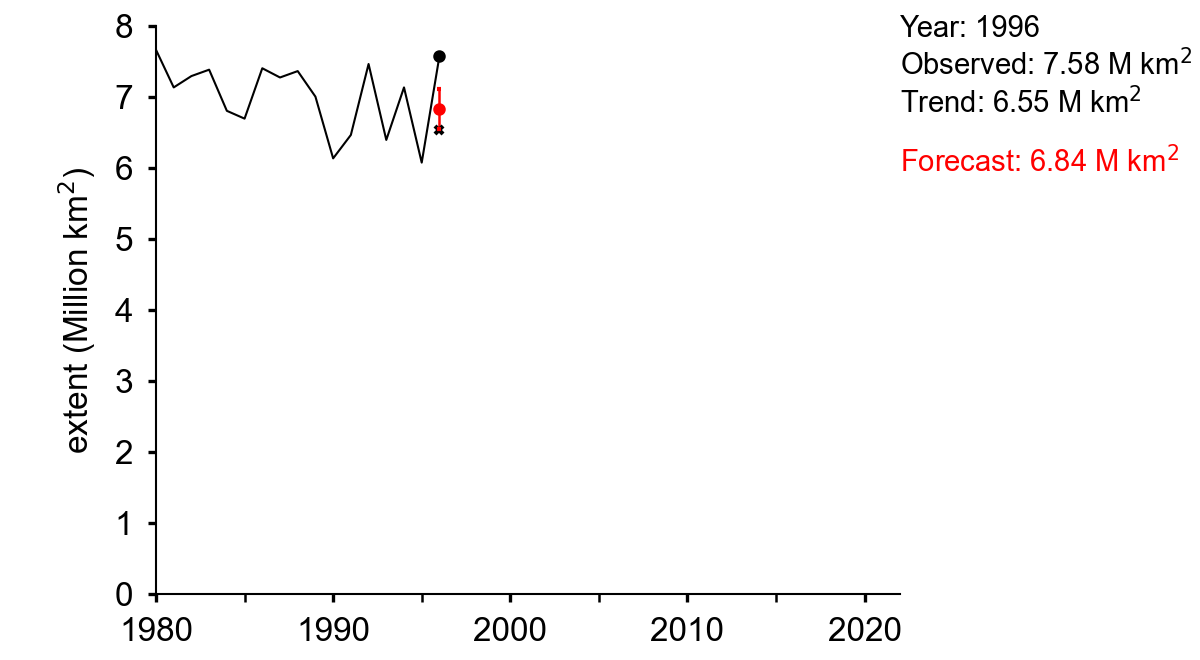 Year: 1996
Observed: 7.58 M km²
Trend: 6.55 M km²
Forecast: 6.84 M km²
extent (Million km²)
8
7
6
5
4
3
2
1
0
1980 1990 2000 2010 2020